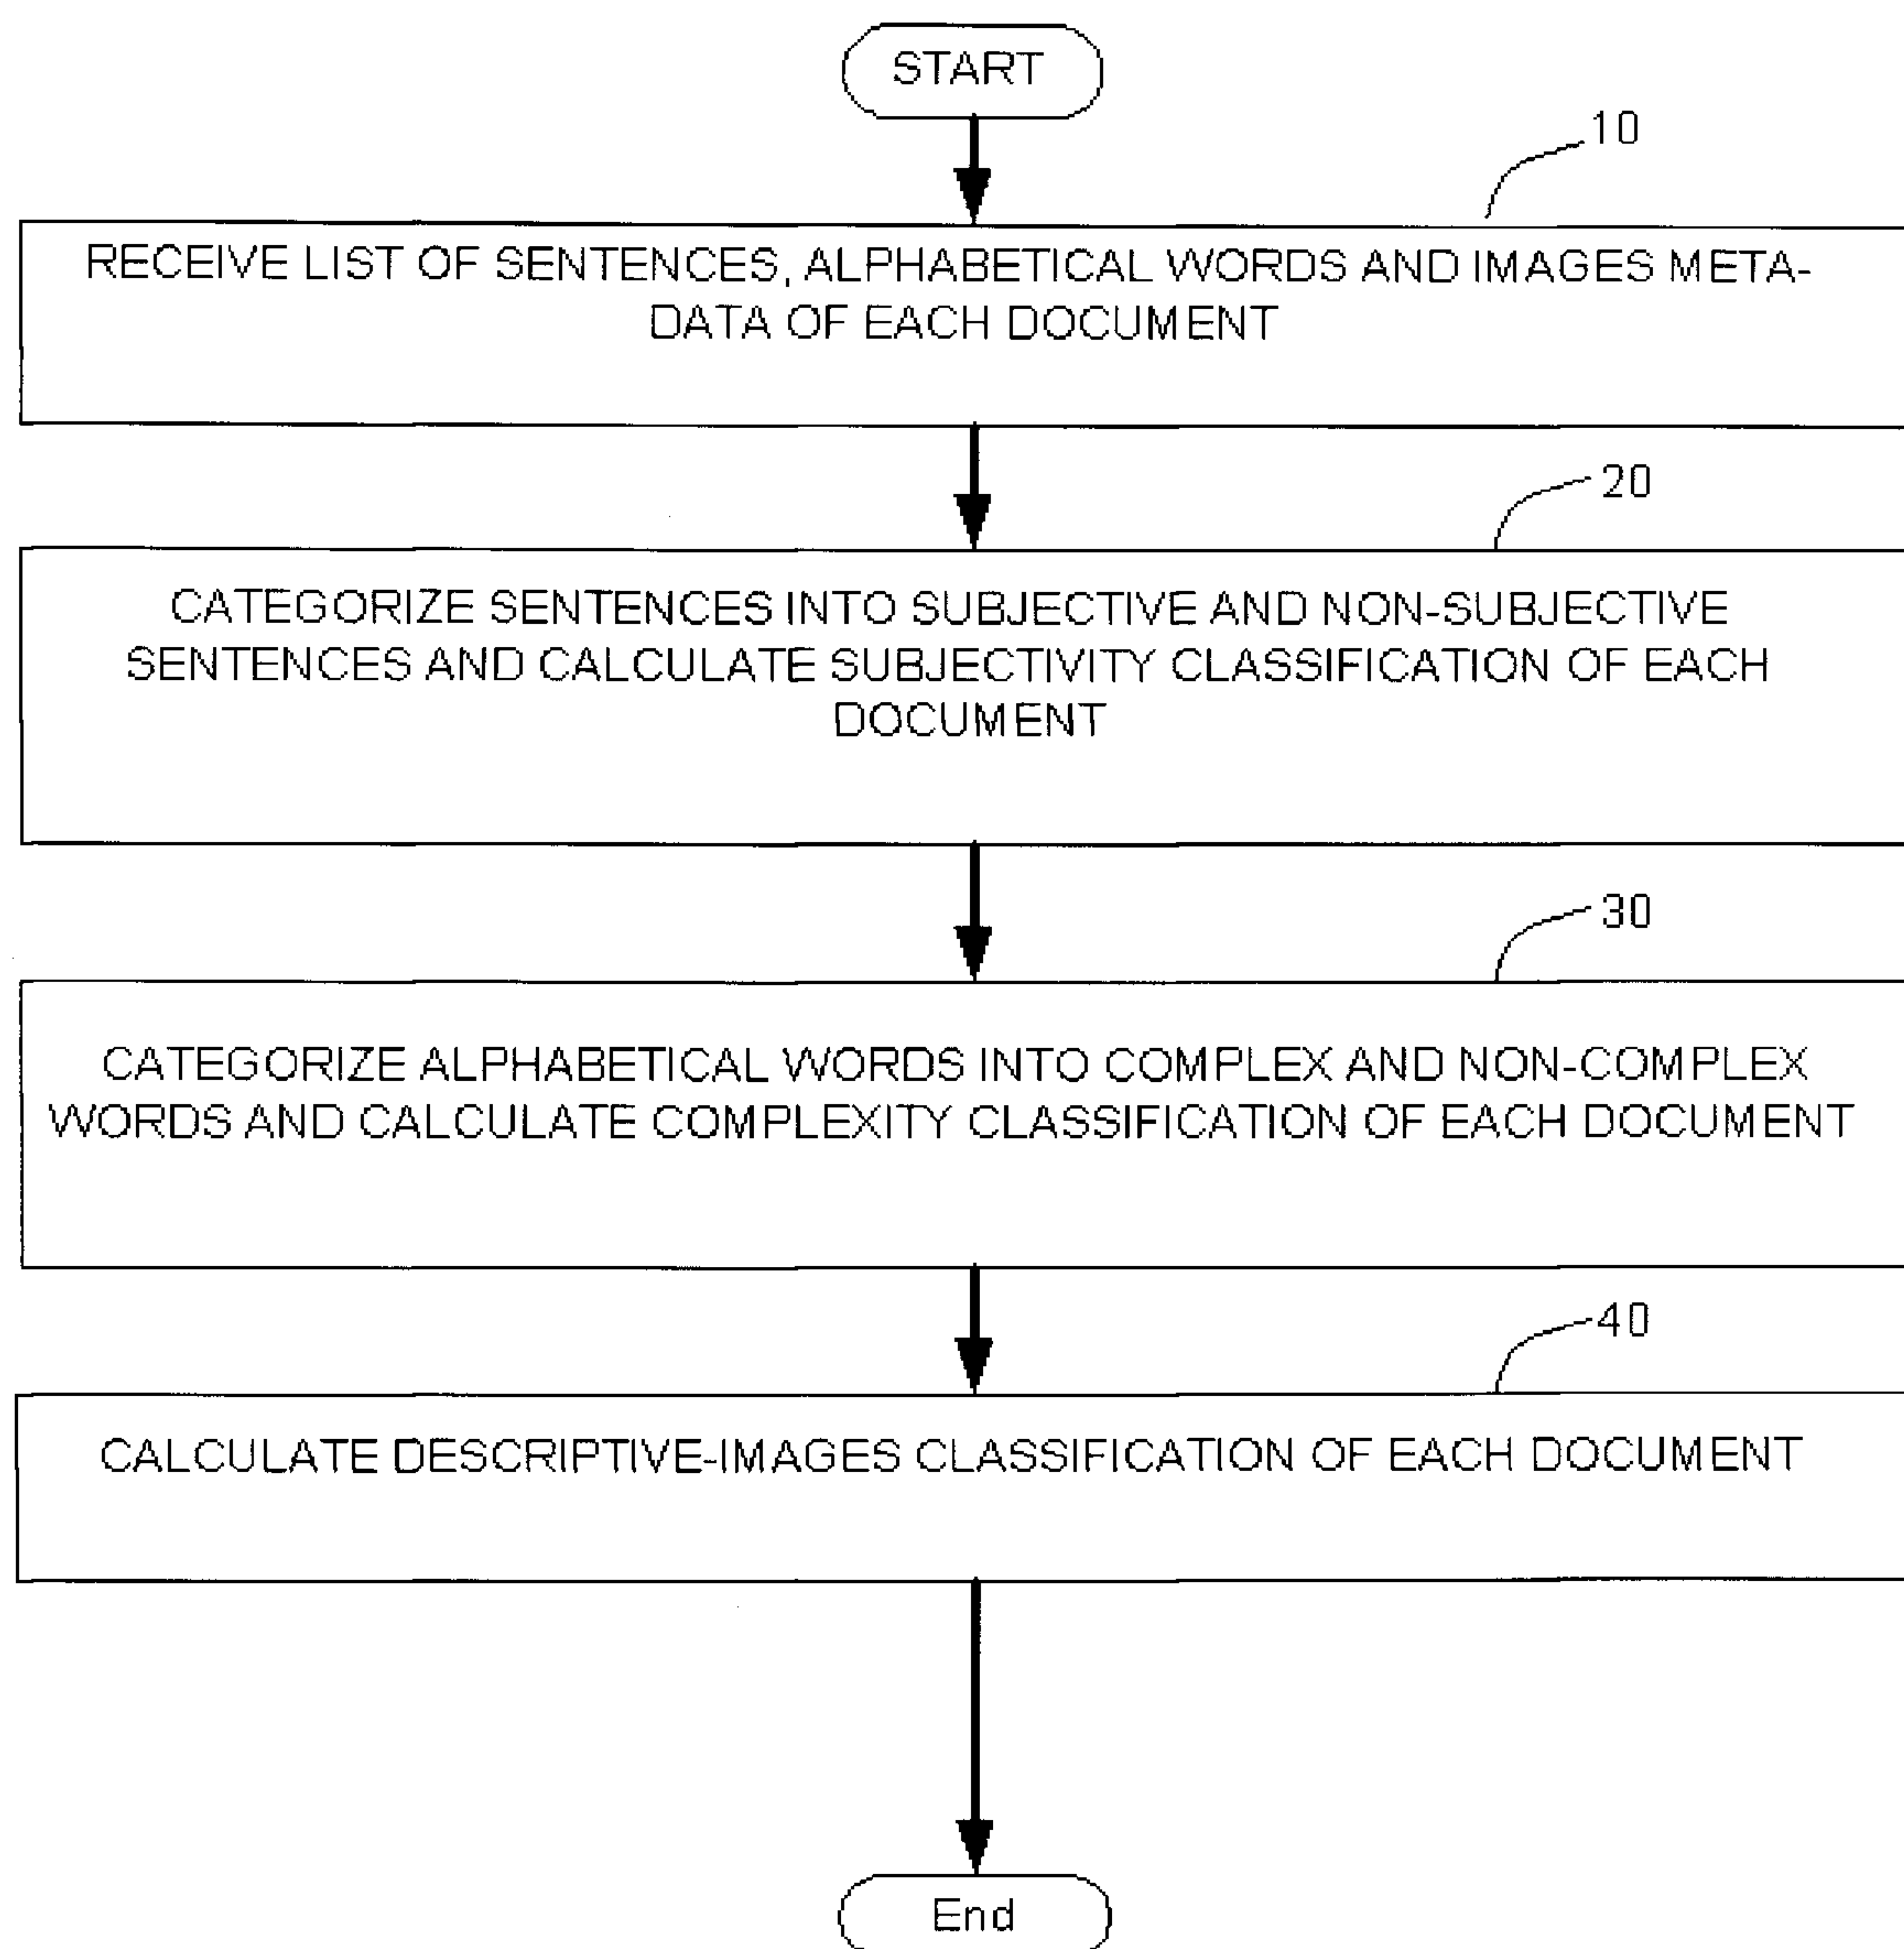 START
10
RECEIVE LIST OF SENTENCES, ALPHABETICAL WORDS AND IMAGES META-
DATA OF EACH DOCUMENT
20
CATEGORIZE SENTENCES INTO SUBJECTIVE AND NON-SUBJECTIVE
SENTENCES AND CALCULATE SUBJECTIVITY CLASSIFICATION OF EACH
DOCUMENT
30
CATEGORIZE ALPHABETICAL WORDS INTO COMPLEX AND NON-COMPLEX
WORDS AND CALCULATE COMPLEXITY CLASSIFICATION OF EACH DOCUMENT
40
CALCULATE DESCRIPTIVE-IMAGES CLASSIFICATION OF EACH DOCUMENT
End